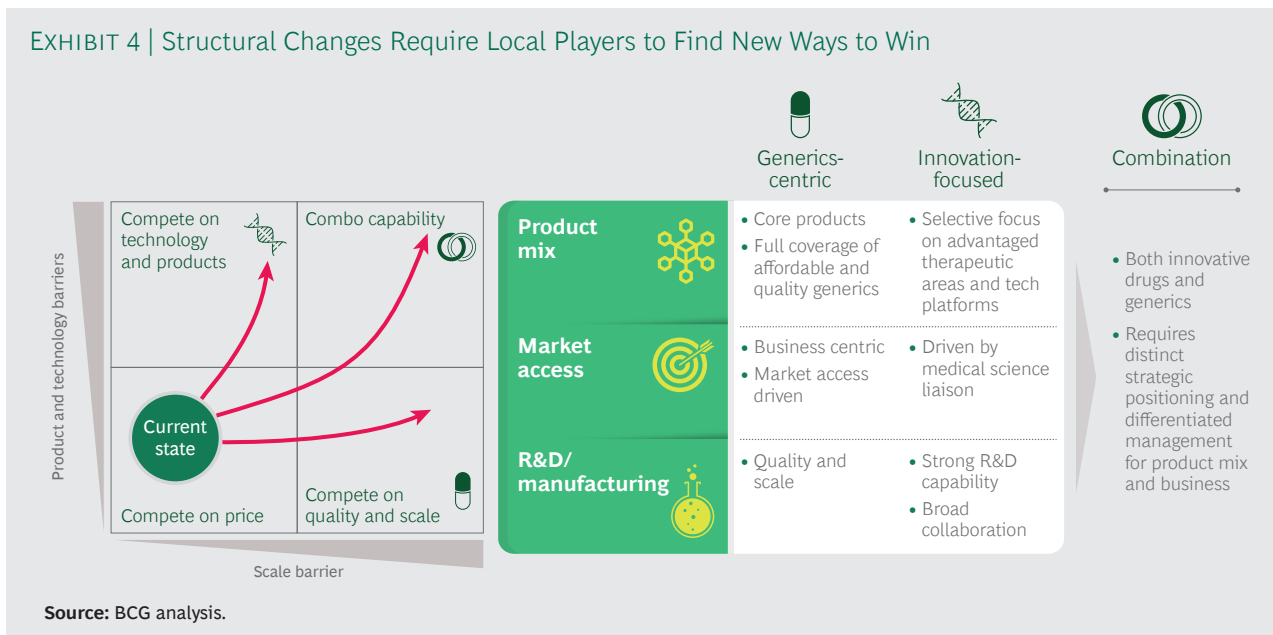 EXHIBIT 4 | Structural Changes Require Local Players to Find New Ways to Win
Generics-
centric
Innovation-
focused
Combination
Product and technology barriers
Compete on
technology
and products
Combo capability
Current
state
Compete on price
Compete on
quality and scale
Scale barrier
Product
mix
• Core products
• Full coverage of
affordable and
quality generics
• Selective focus
on advantaged
therapeutic
areas and tech
platforms
Market
access
• Business centric
• Market access
driven
• Driven by
medical science
liaison
R&D/
manufacturing
• Quality and
scale
• Strong R&D
capability
• Broad
collaboration
• Both innovative
drugs and
generics
• Requires
distinct
strategic
positioning and
differentiated
management
for product mix
and business
Source: BCG analysis.